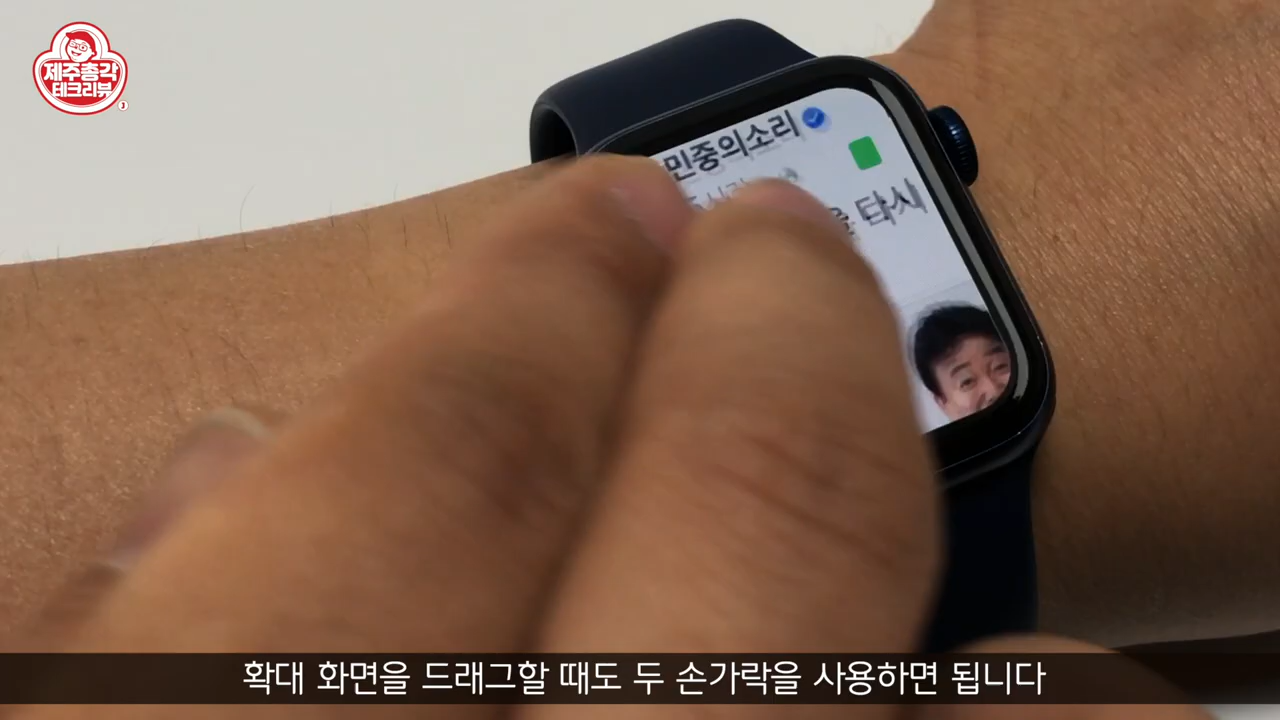 제주총각
테크리뷰
민중의소리
다시
확대 화면을 드래그할 때도 두 손가락을 사용하면 됩니다